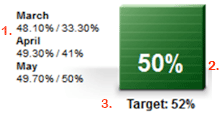 March
1. 48.10% / 33.30%
April
49.30% / 41%
May
49.70% / 50%
50%
2.
3. Target: 52%